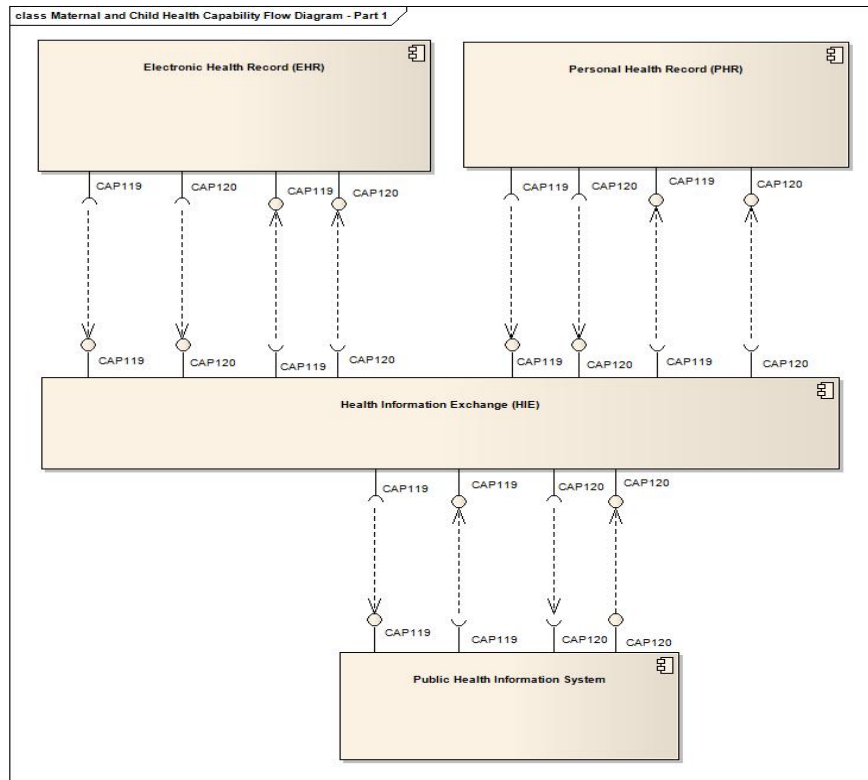 class Maternal and Child Health Capability Flow Diagram - Part 1
Electronic Health Record (EHR)
Personal Health Record (PHR)
CAP119
CAP120
CAP119
CAP120
CAP119
CAP120
CAP119
CAP120
CAP119
CAP120
CAP119
CAP120
CAP119
CAP120
CAP119
CAP120
Health Information Exchange (HIE)
CAP119
CAP119
CAP120
CAP120
CAP119
CAP119
CAP120
CAP120
Public Health Information System